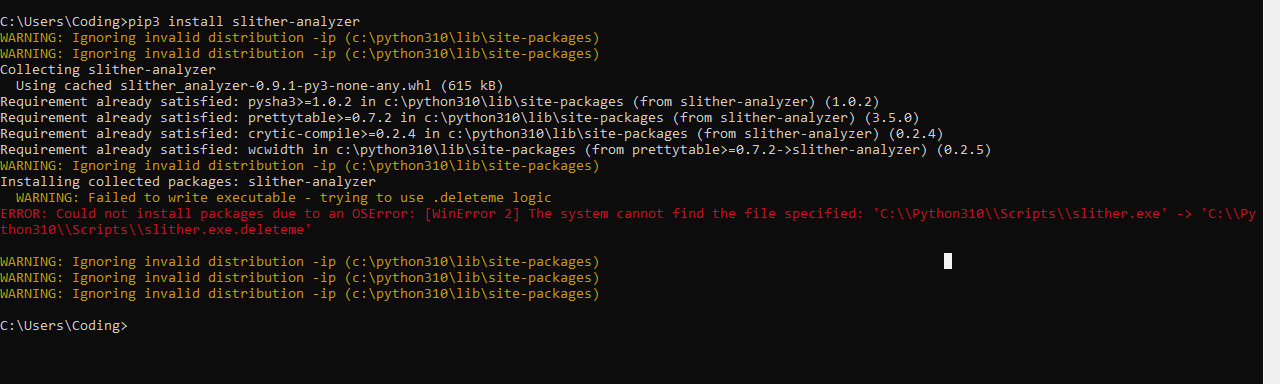 C:\Users\Coding>pip3 install slither-analyzer
WARNING: Ignoring invalid distribution -ip (c:\python310\lib\site-packages)
WARNING: Ignoring invalid distribution -ip (c:\python310\lib\site-packages)
Collecting slither-analyzer
  Using cached slither_analyzer-0.9.1-py3-none-any.whl (615 kB)
Requirement already satisfied: pysha3>=1.0.2 in c:\python310\lib\site-packages (from slither-analyzer) (1.0.2)
Requirement already satisfied: prettytable>=0.7.2 in c:\python310\lib\site-packages (from slither-analyzer) (3.5.0)
Requirement already satisfied: crytic-compile>=0.2.4 in c:\python310\lib\site-packages (from slither-analyzer) (0.2.4)
Requirement already satisfied: wcwidth in c:\python310\lib\site-packages (from prettytable>=0.7.2->slither-analyzer) (0.2.5)
WARNING: Ignoring invalid distribution -ip (c:\python310\lib\site-packages)
Installing collected packages: slither-analyzer
  WARNING: Failed to write executable - trying to use .deleteme logic
ERROR: Could not install packages due to an OSError: [WinError 2] The system cannot find the file specified: 'C:\\Python310\\Scripts\\slither.exe' -> 'C:\\Py
thon310\\Scripts\\slither.exe.deleteme'
WARNING: Ignoring invalid distribution -ip (c:\python310\lib\site-packages)
WARNING: Ignoring invalid distribution -ip (c:\python310\lib\site-packages)
WARNING: Ignoring invalid distribution -ip (c:\python310\lib\site-packages)
C:\Users\Coding>